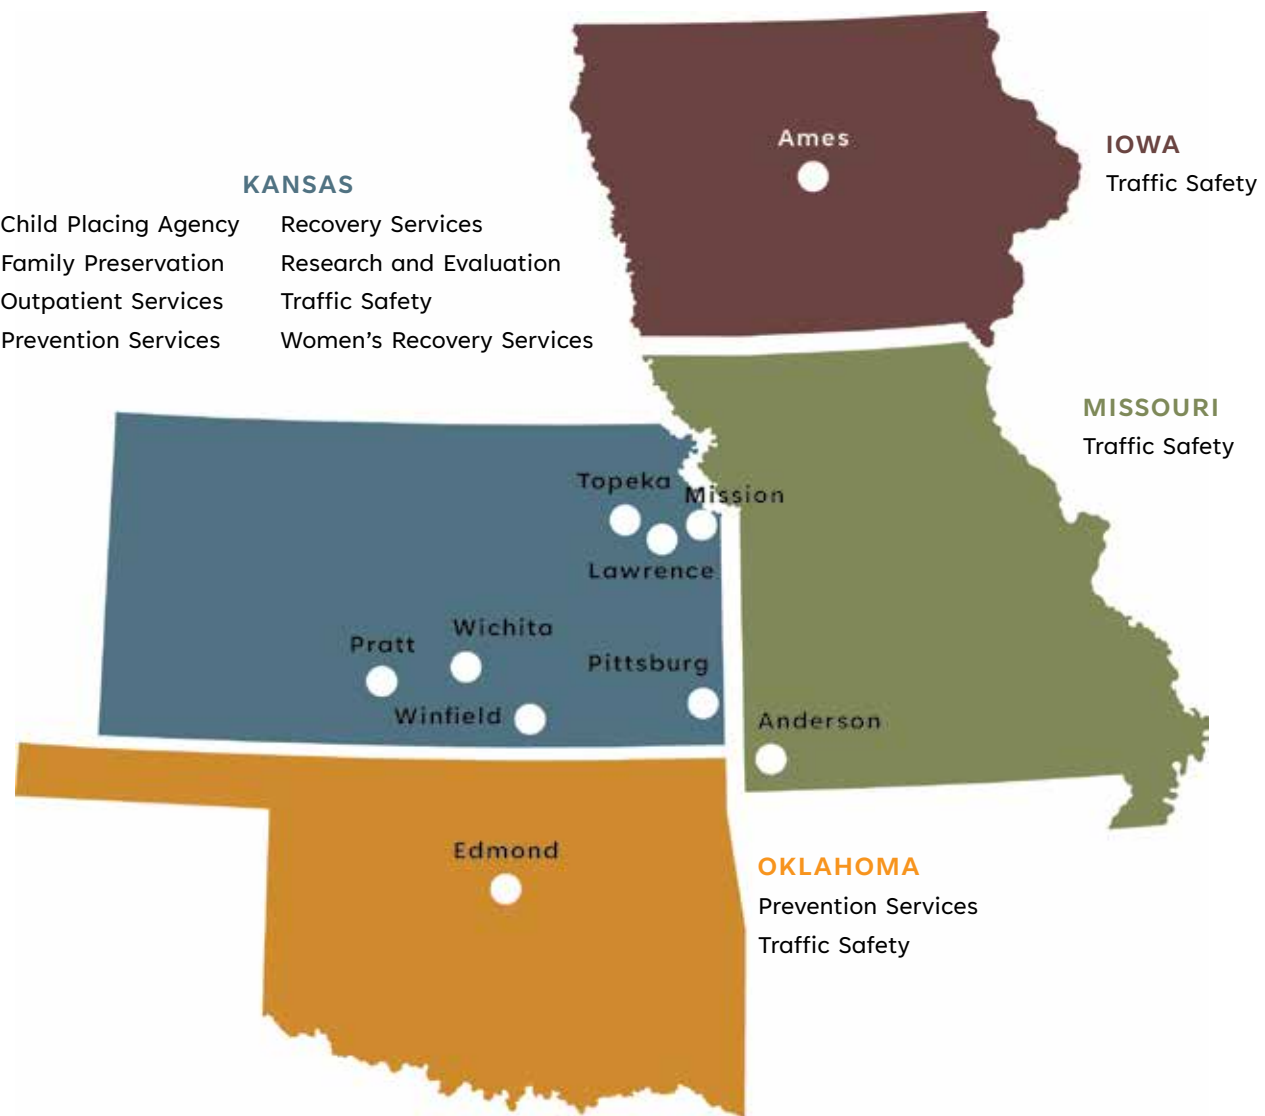 Ames
IOWA
Traffic Safety
KANSAS
Child Placing Agency
Family Preservation
Outpatient Services
Prevention Services
Recovery Services
Research and Evaluation
Traffic Safety
Women's Recovery Services
MISSOURI
Traffic Safety
Topeka
Mission
Lawrence
Wichita
Pratt
Pittsburg
Winfield
Anderson
Edmond
OKLAHOMA
Prevention Services
Traffic Safety